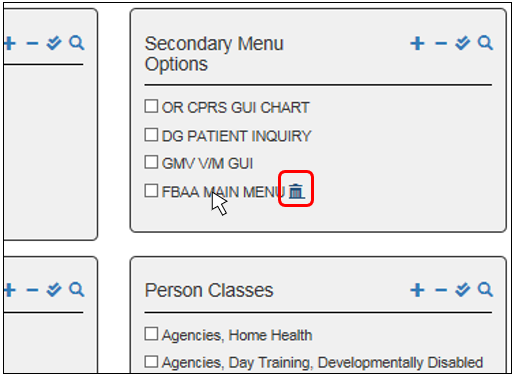 Secondary Menu
Options
OR CPRS GUI CHART
DG PATIENT INQUIRY
GMV V/M GUI
FBAA MAIN MENU
Person Classes
Agencies, Home Health
Agencies, Day Training, Developmentally Disabled